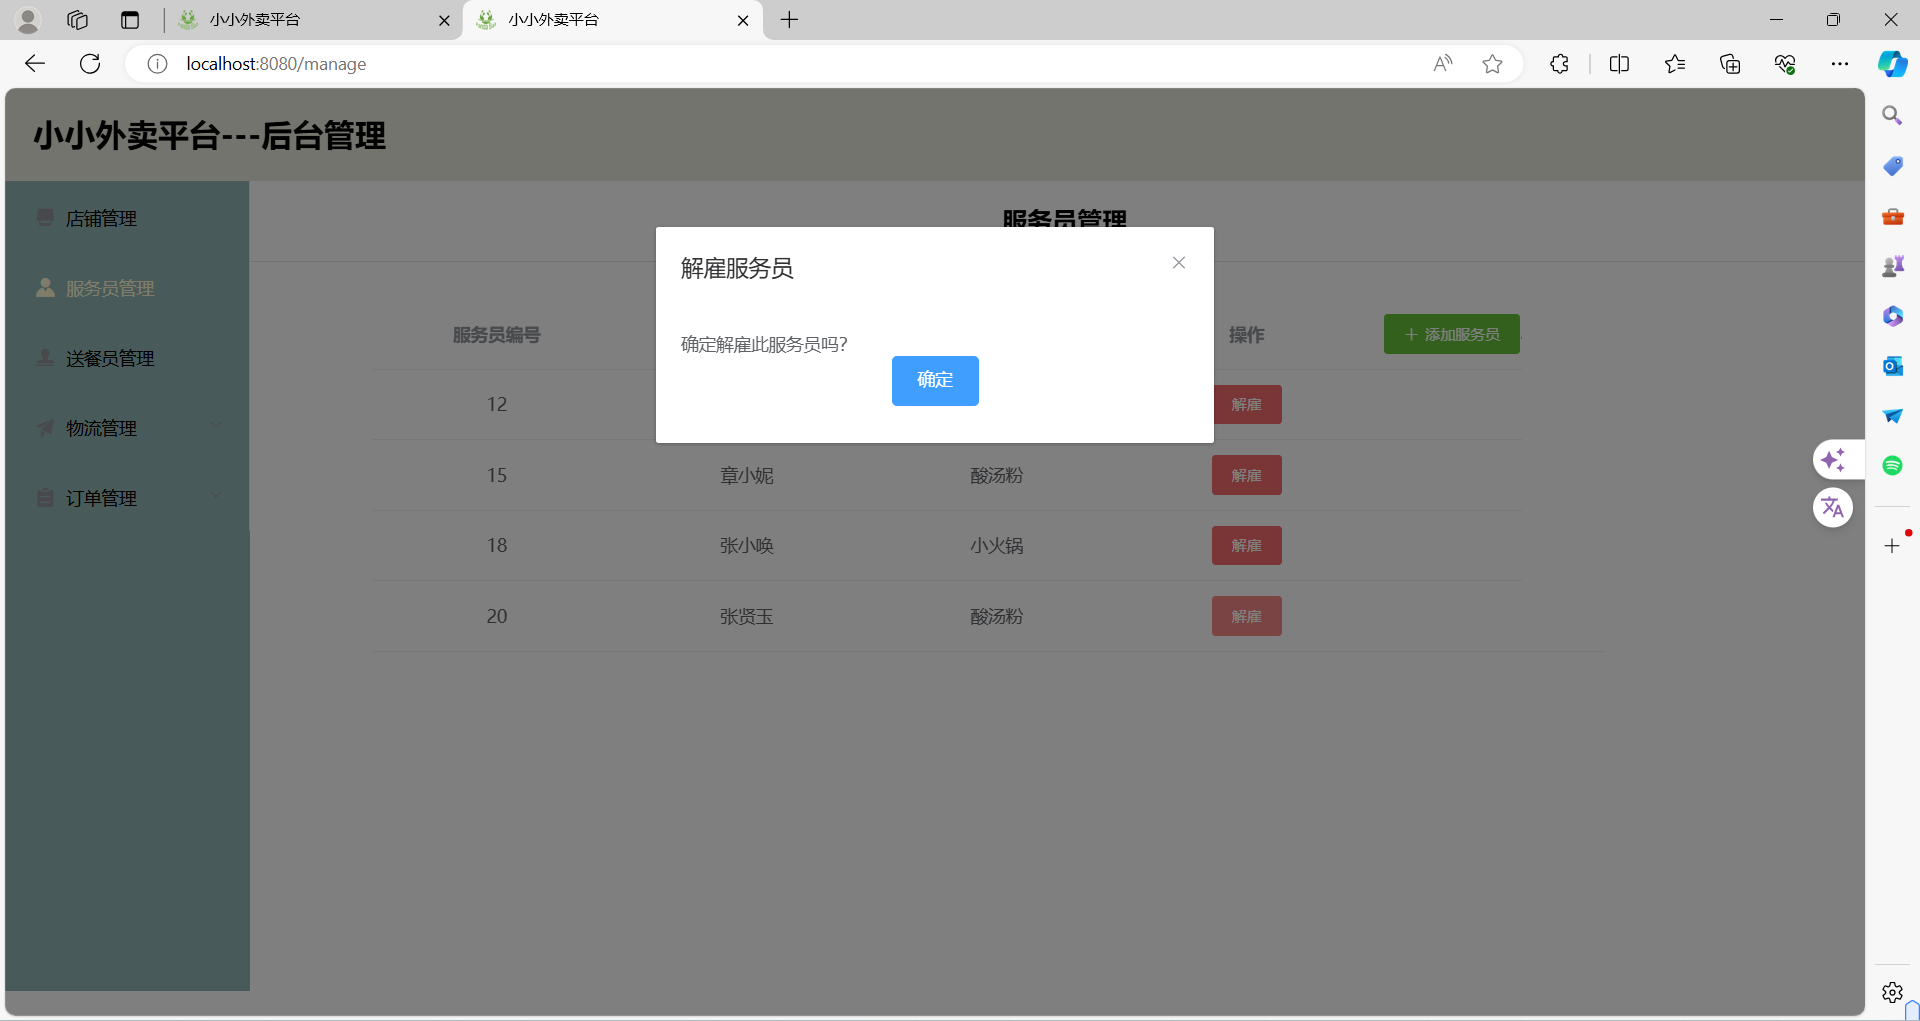 小小外卖平台
小小外卖平台
localhost:8080/manage
小小外卖平台---后台管理
店铺管理
服务员管理
送餐员管理
物流管理
订单管理
服务员管理
解雇服务员
确定解雇此服务员吗?
确定
服务员编号 操作 添加服务员
12 解雇
15 章小妮 酸汤粉 解雇
18 张小唤 小火锅 解雇
20 张贤玉 酸汤粉 解雇